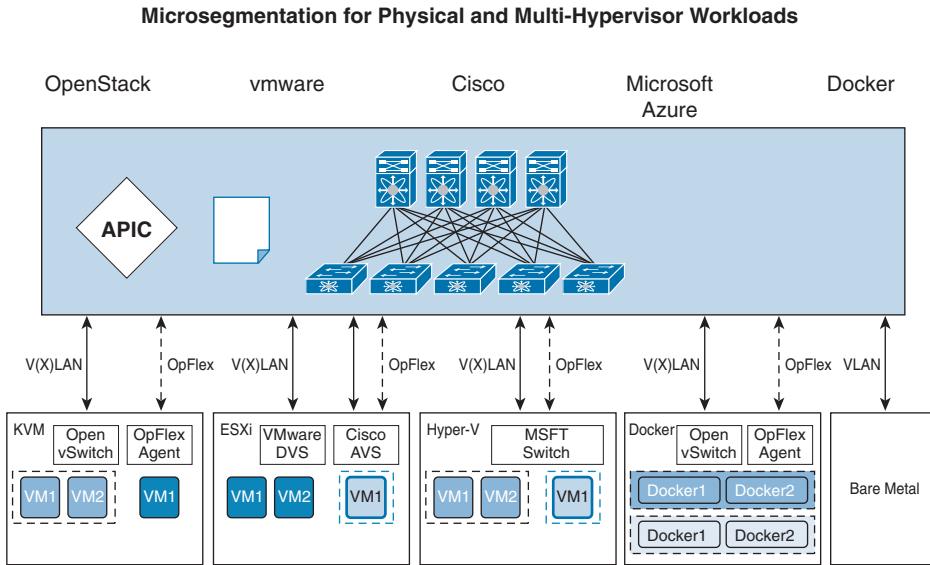 Microsegmentation for Physical and Multi-Hypervisor Workloads
OpenStack
vmware
Cisco
Microsoft
Azure
Docker
APIC
V(X)LAN
OpFlex
V(X)LAN
OpFlex
V(X)LAN
OpFlex
V(X)LAN
OpFlex
VLAN
KVM
Open
vSwitch
OpFlex
Agent
VM1
VM2
VM1
ESXi
VMware
DVS
Cisco
AVS
VM1
VM2
VM1
Hyper-V
MSFT
Switch
VM1
VM2
VM1
Docker
Open
vSwitch
OpFlex
Agent
Docker1
Docker2
Docker1
Docker2
Bare Metal